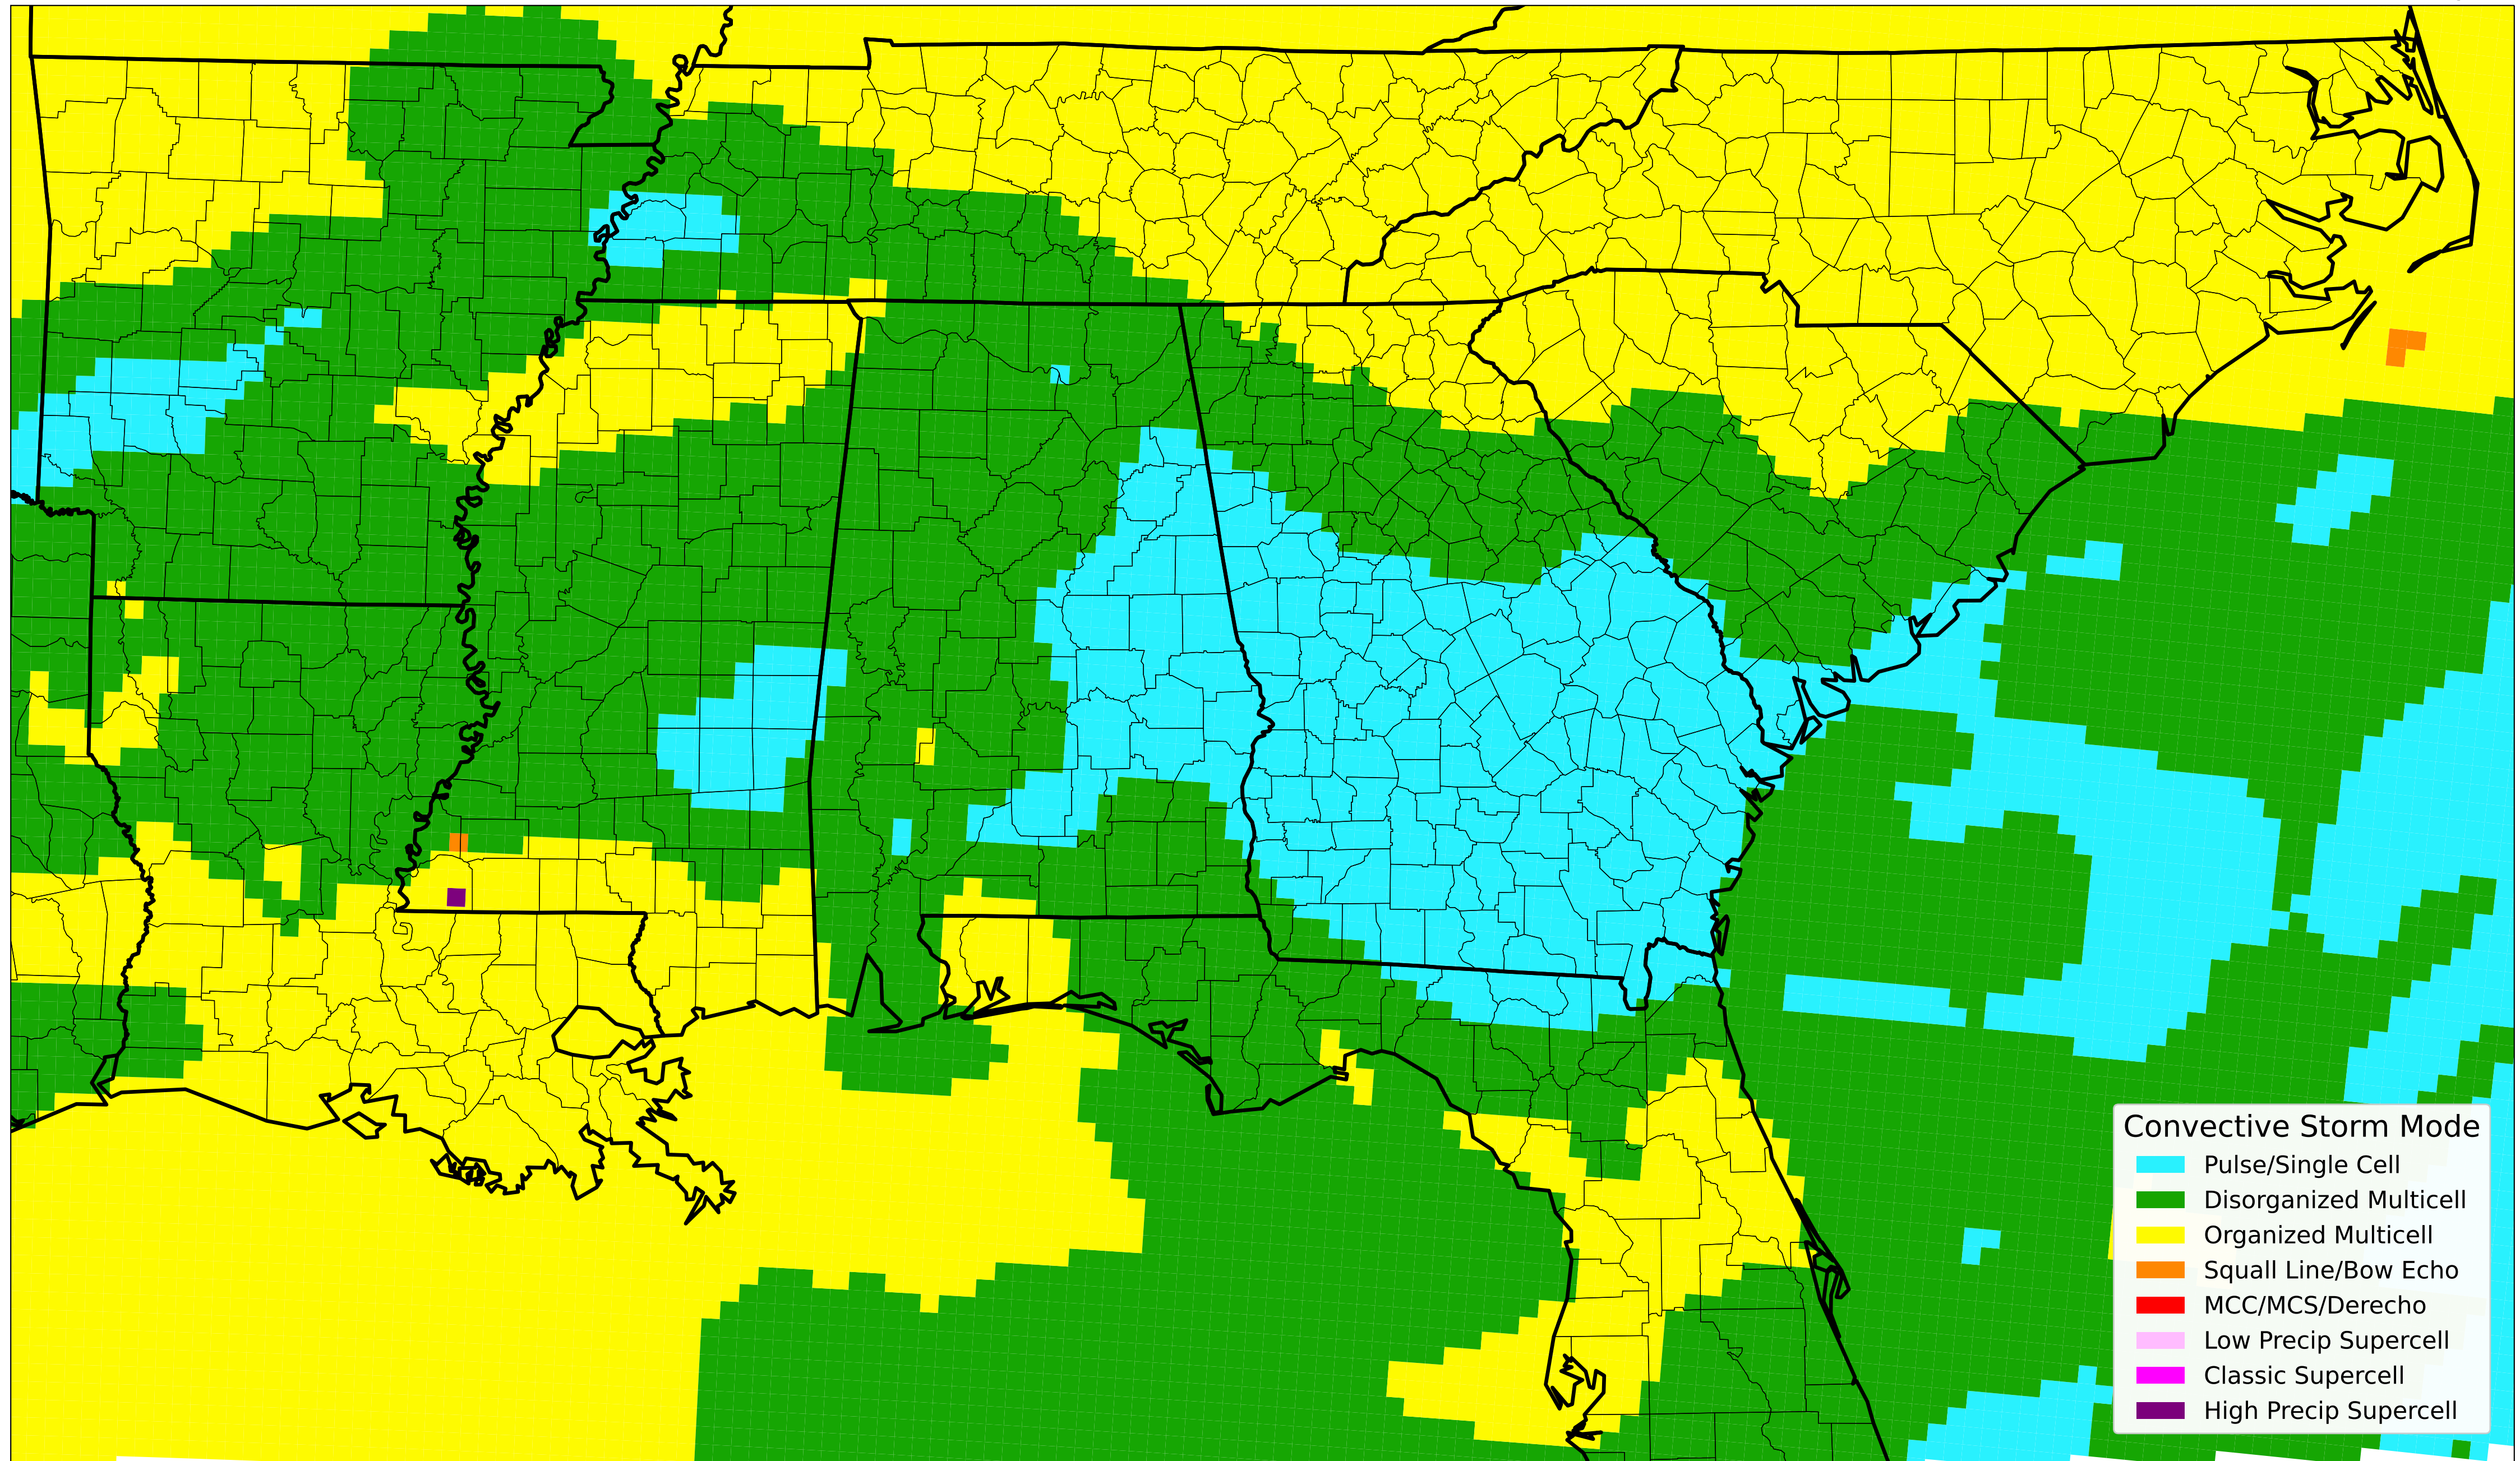 Convective Storm Mode
Pulse/Single Cell
Disorganized Multicell
Organized Multicell
Squall Line/Bow Echo
MCC/MCS/Derecho
Low Precip Supercell
Classic Supercell
High Precip Supercell